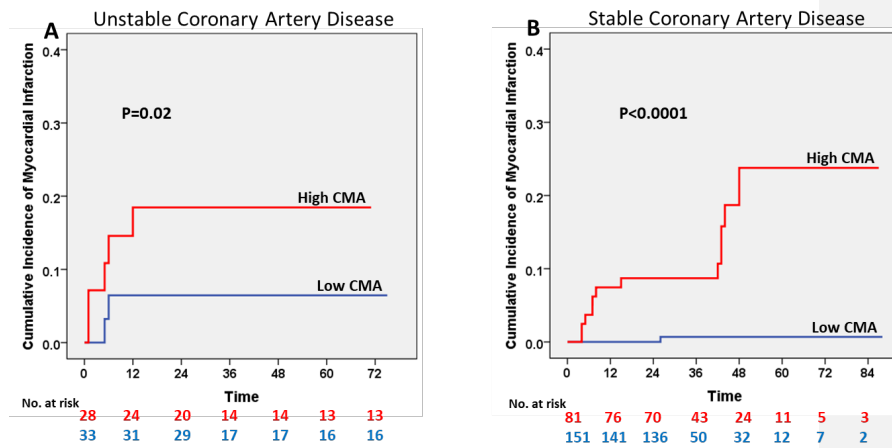 A
Unstable Coronary Artery Disease
Cumulative Incidence of Myocardial Infarction
0.4
0.3
0.2
0.1
0.0
P=0.02
High CMA
Low CMA
0 12 24 36 48 60 72
Time
No. at risk
28 24 20 14 14 13 13
33 31 29 17 17 16 16
B
Stable Coronary Artery Disease
Cumulative Incidence of Myocardial Infarction
0.4
0.3
0.2
0.1
0.0
P<0.0001
High CMA
Low CMA
0 12 24 36 48 60 72 84
Time
No. at risk
81 76 70 43 24 11 5 3
151 141 136 50 32 12 7 2